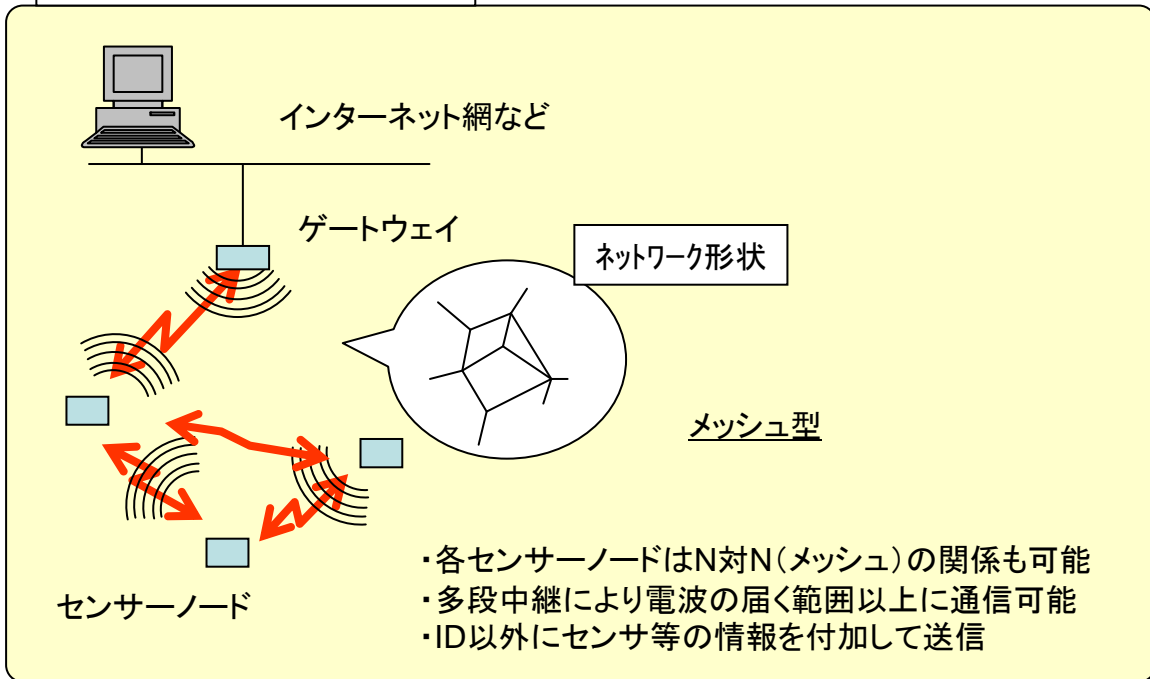 インターネット網など
ゲートウェイ
ネットワーク形状
メッシュ型
センサーノード
・各センサーノードはN対N(メッシュ)の関係も可能
・多段中継により電波の届く範囲以上に通信可能
・ID以外にセンサ等の情報を付加して送信